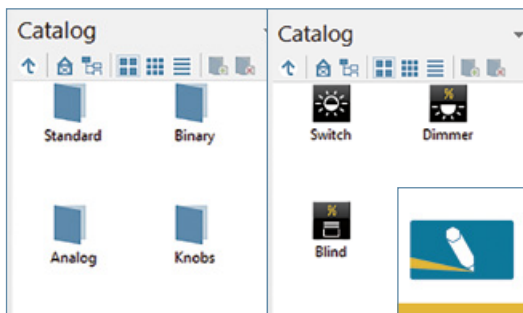 Catalog
Standard
Binary
Analog
Knobs
Catalog
%
Switch
Dimmer
%
Blind